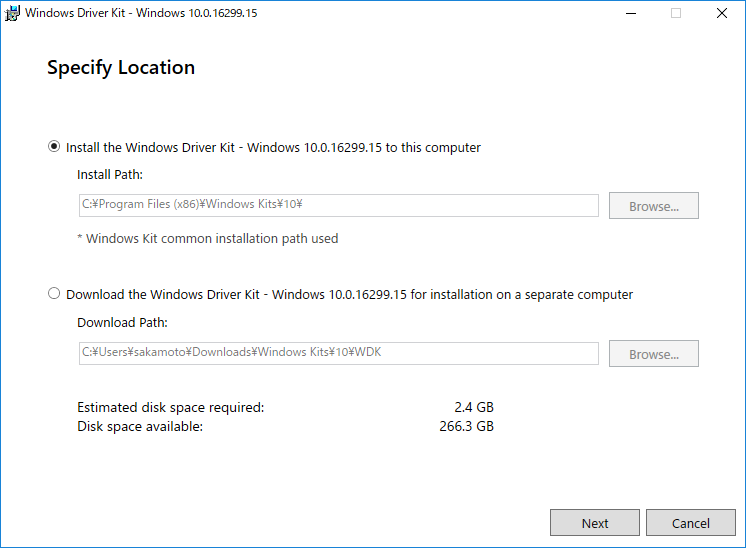 Windows Driver Kit - Windows 10.0.16299.15
Specify Location
Install the Windows Driver Kit - Windows 10.0.16299.15 to this computer
Install Path:
C:¥Program Files (x86)¥Windows Kits¥10¥
Browse...
* Windows Kit common installation path used
Download the Windows Driver Kit - Windows 10.0.16299.15 for installation on a separate computer
Download Path:
C:¥Users¥sakamoto¥Downloads¥Windows Kits¥10¥WDK
Browse...
Estimated disk space required: 2.4 GB
Disk space available: 266.3 GB
Next Cancel